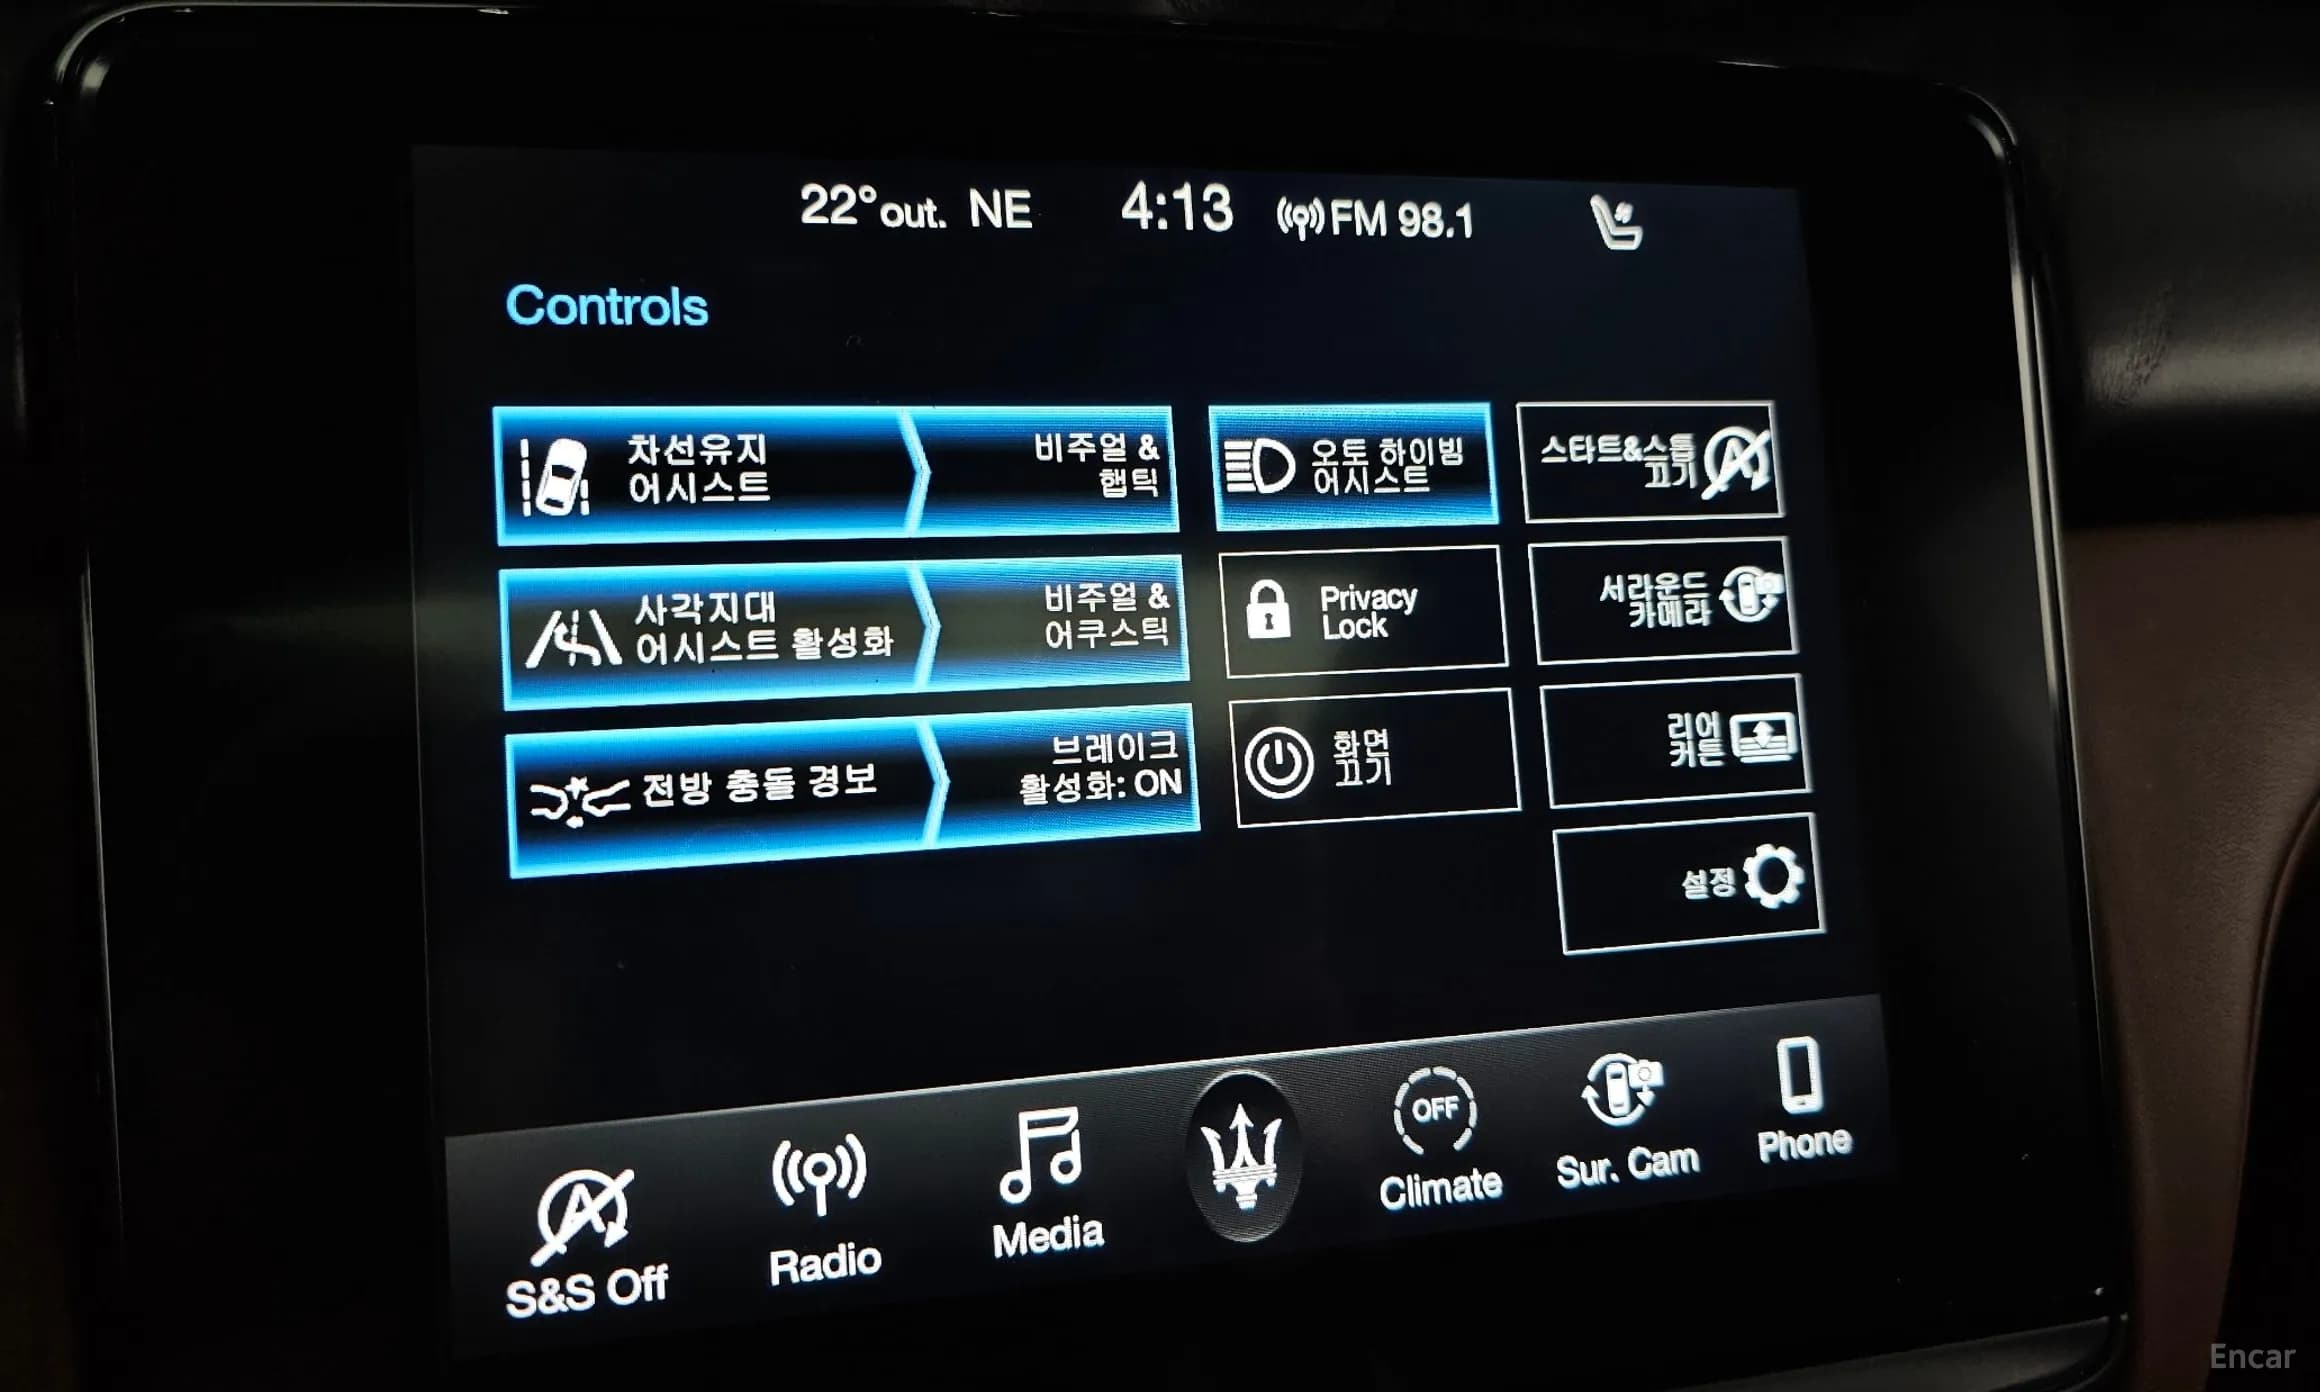 22°out. NE 4:13 FM 98.1
Controls
차선유지
어시스트
비주얼 &
햅틱
오토 하이빔
어시스트
스타트&스톱
끄기
사각지대
어시스트 활성화
비주얼 &
어쿠스틱
Privacy
Lock
서라운드
카메라
전방 충돌 경보
브레이크
활성화: ON
화면
끄기
리어
커튼
설정
S&S Off
Radio
Media
OFF
Climate
Sur. Cam
Phone
Encar